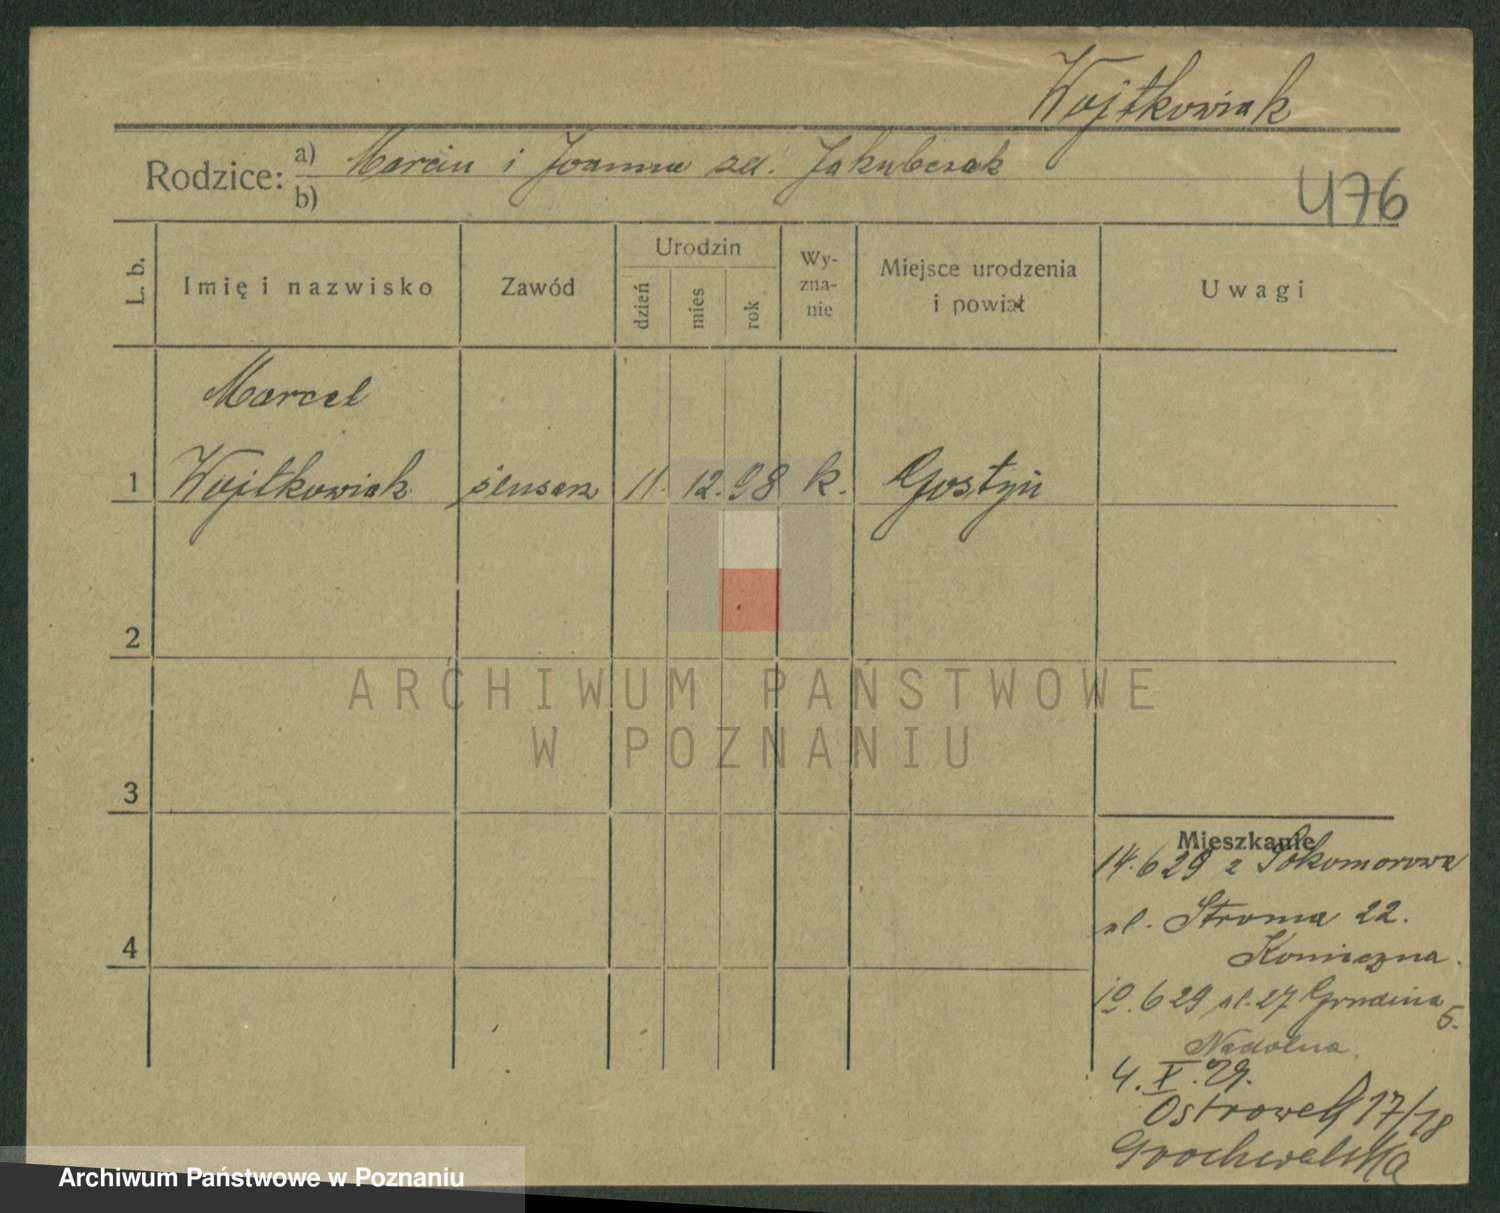 Wojtkowiak
Rodzice: a) Marcin i Joanna zd. Jakubczak
b)
476
L. b.
Imię i nazwisko
Zawód
Urodzin
dzień
mies
rok
Wy-
zna-
nie
Miejsce urodzenia
i powiat
Uwagi
Marcel
1 Wojtkowiak ślusarz 11. 12. 98 k. Gostyń
2
3
4
ARCHIWUM PAŃSTWOWE
W POZNANIU
Mieszkanie
14. 6 29 z Pokomorowa
ul. Stroma 22.
Konieczna.
19. 6 29 ul. 27 Grudnia 5.
Nadolna.
4. X. 29.
Ostrówek 17/18
Grochwelska
Archiwum Państwowe w Poznaniu